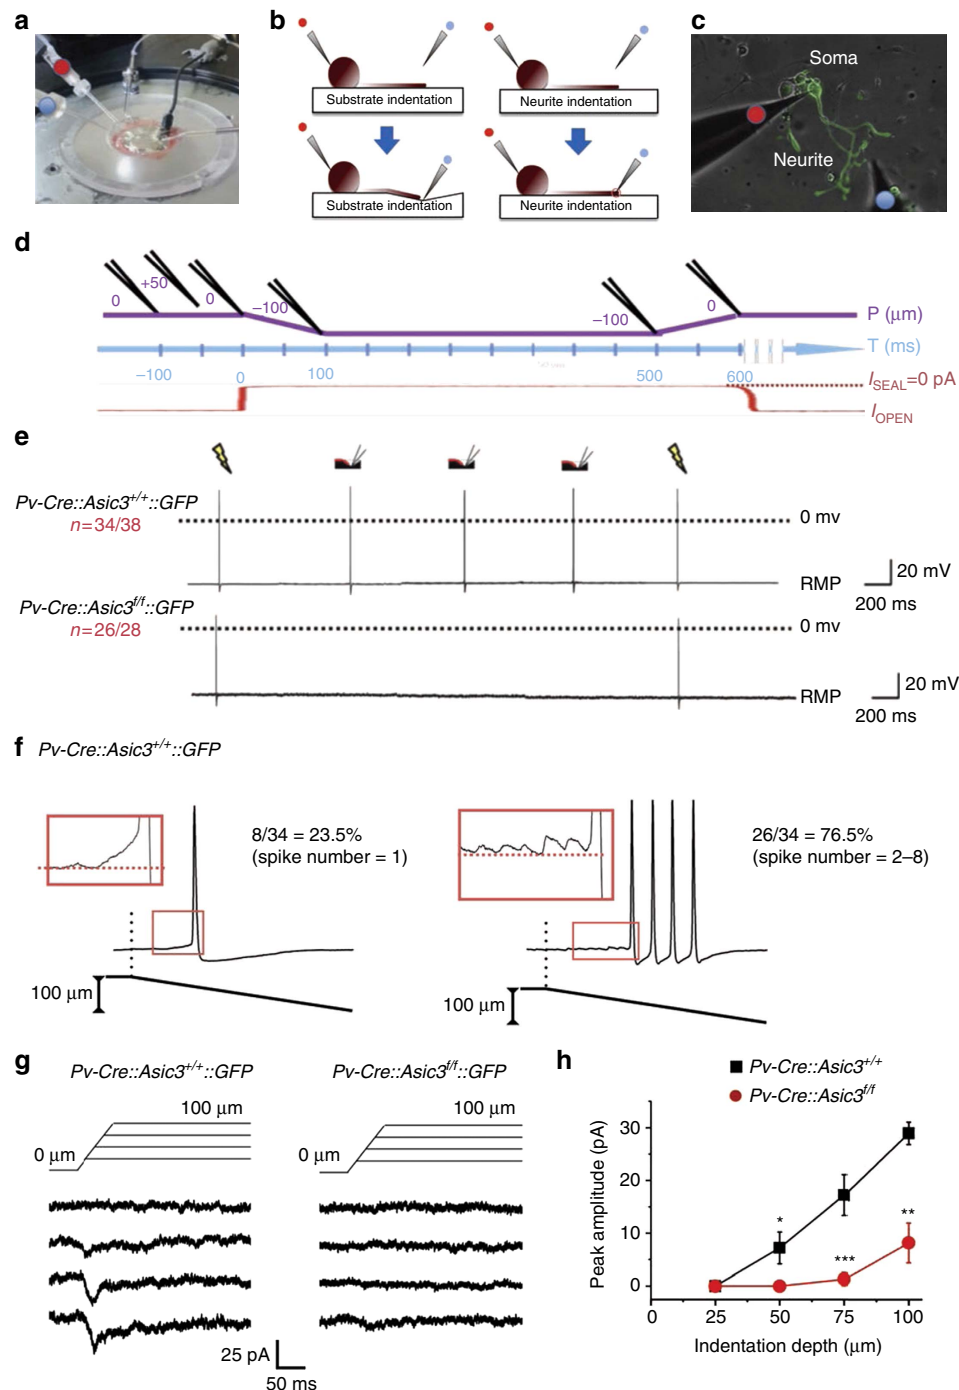 a
b
Substrate indentation
Neurite indentation
Substrate indentation
Neurite indentation
c
Soma
Neurite
d
0
+50
0
−100
−100
0
P (μm)
T (ms)
−100
0
100
500
600
I_SEAL=0 pA
I_OPEN
e
Pv-Cre::Asic3+/+::GFP
n=34/38
0 mv
RMP
20 mV
200 ms
Pv-Cre::Asic3f/f::GFP
n=26/28
0 mv
RMP
20 mV
200 ms
f Pv-Cre::Asic3+/+::GFP
8/34 = 23.5%
(spike number = 1)
100 μm
26/34 = 76.5%
(spike number = 2–8)
100 μm
g
Pv-Cre::Asic3+/+::GFP
100 μm
0 μm
Pv-Cre::Asic3f/f::GFP
100 μm
0 μm
25 pA
50 ms
h
Pv-Cre::Asic3+/+
Pv-Cre::Asic3f/f
Peak amplitude (pA)
30
20
10
0
*
***
**
0 25 50 75 100
Indentation depth (μm)